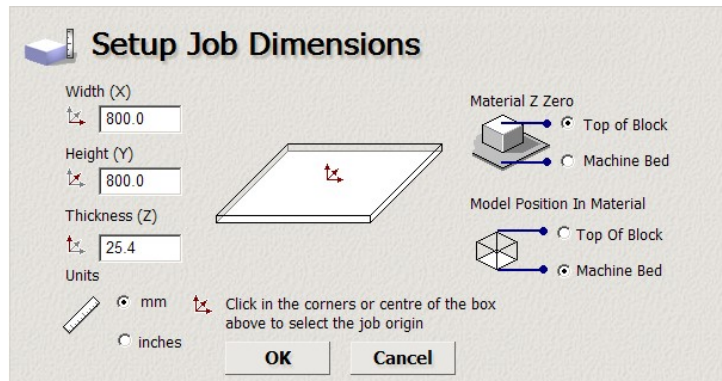 Setup Job Dimensions
Width (X)
800.0
Height (Y)
800.0
Thickness (Z)
25.4
Units
mm
inches
Material Z Zero
Top of Block
Machine Bed
Model Position In Material
Top Of Block
Machine Bed
Click in the corners or centre of the box
above to select the job origin
OK
Cancel